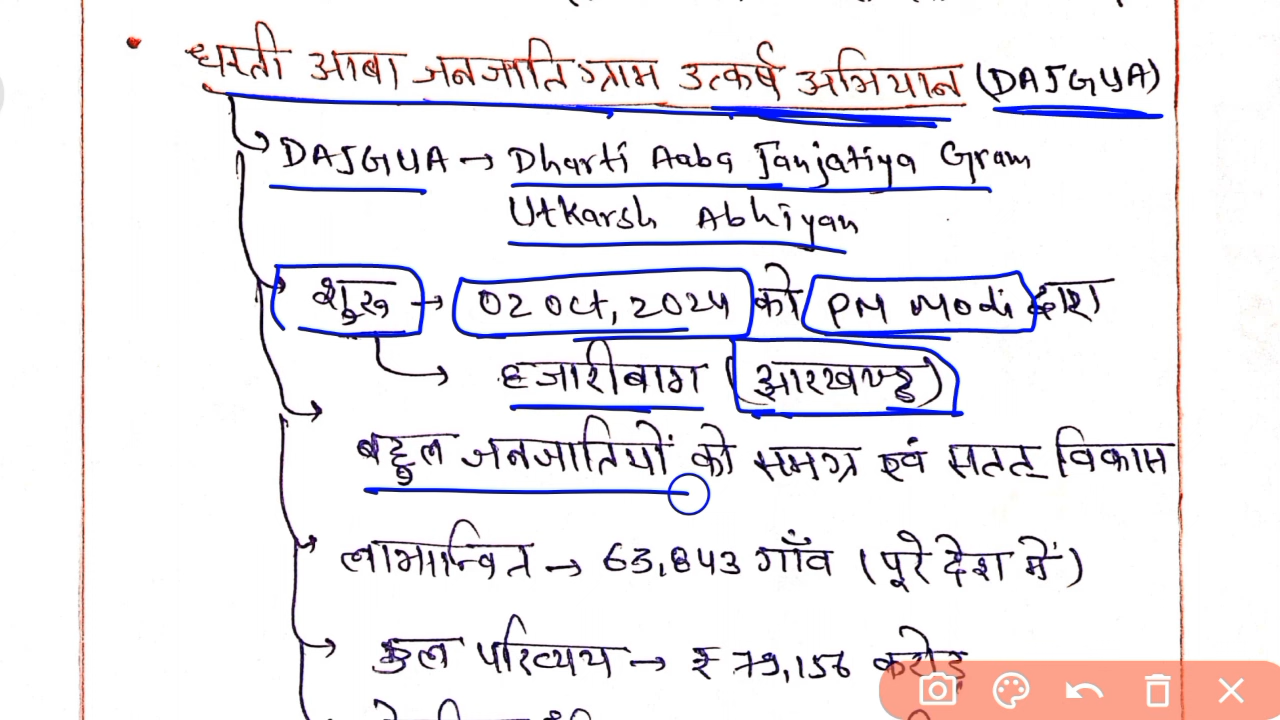 धरती आबा जनजाति ग्राम उत्कर्ष अभियान (DAJGUA)
DAJGUA → Dharti Aaba Janjatiya Gram
Utkarsh Abhiyan
शुरू → 02 Oct, 2024 को PM Modi द्वारा
→ हजारीबाग (झारखण्ड)
बहुल जनजातियों को समग्र एवं सतत् विकास
लाभान्वित → 63,843 गाँव (पूरे देश में)
कुल परिव्यय → ₹ 79,156 करोड़